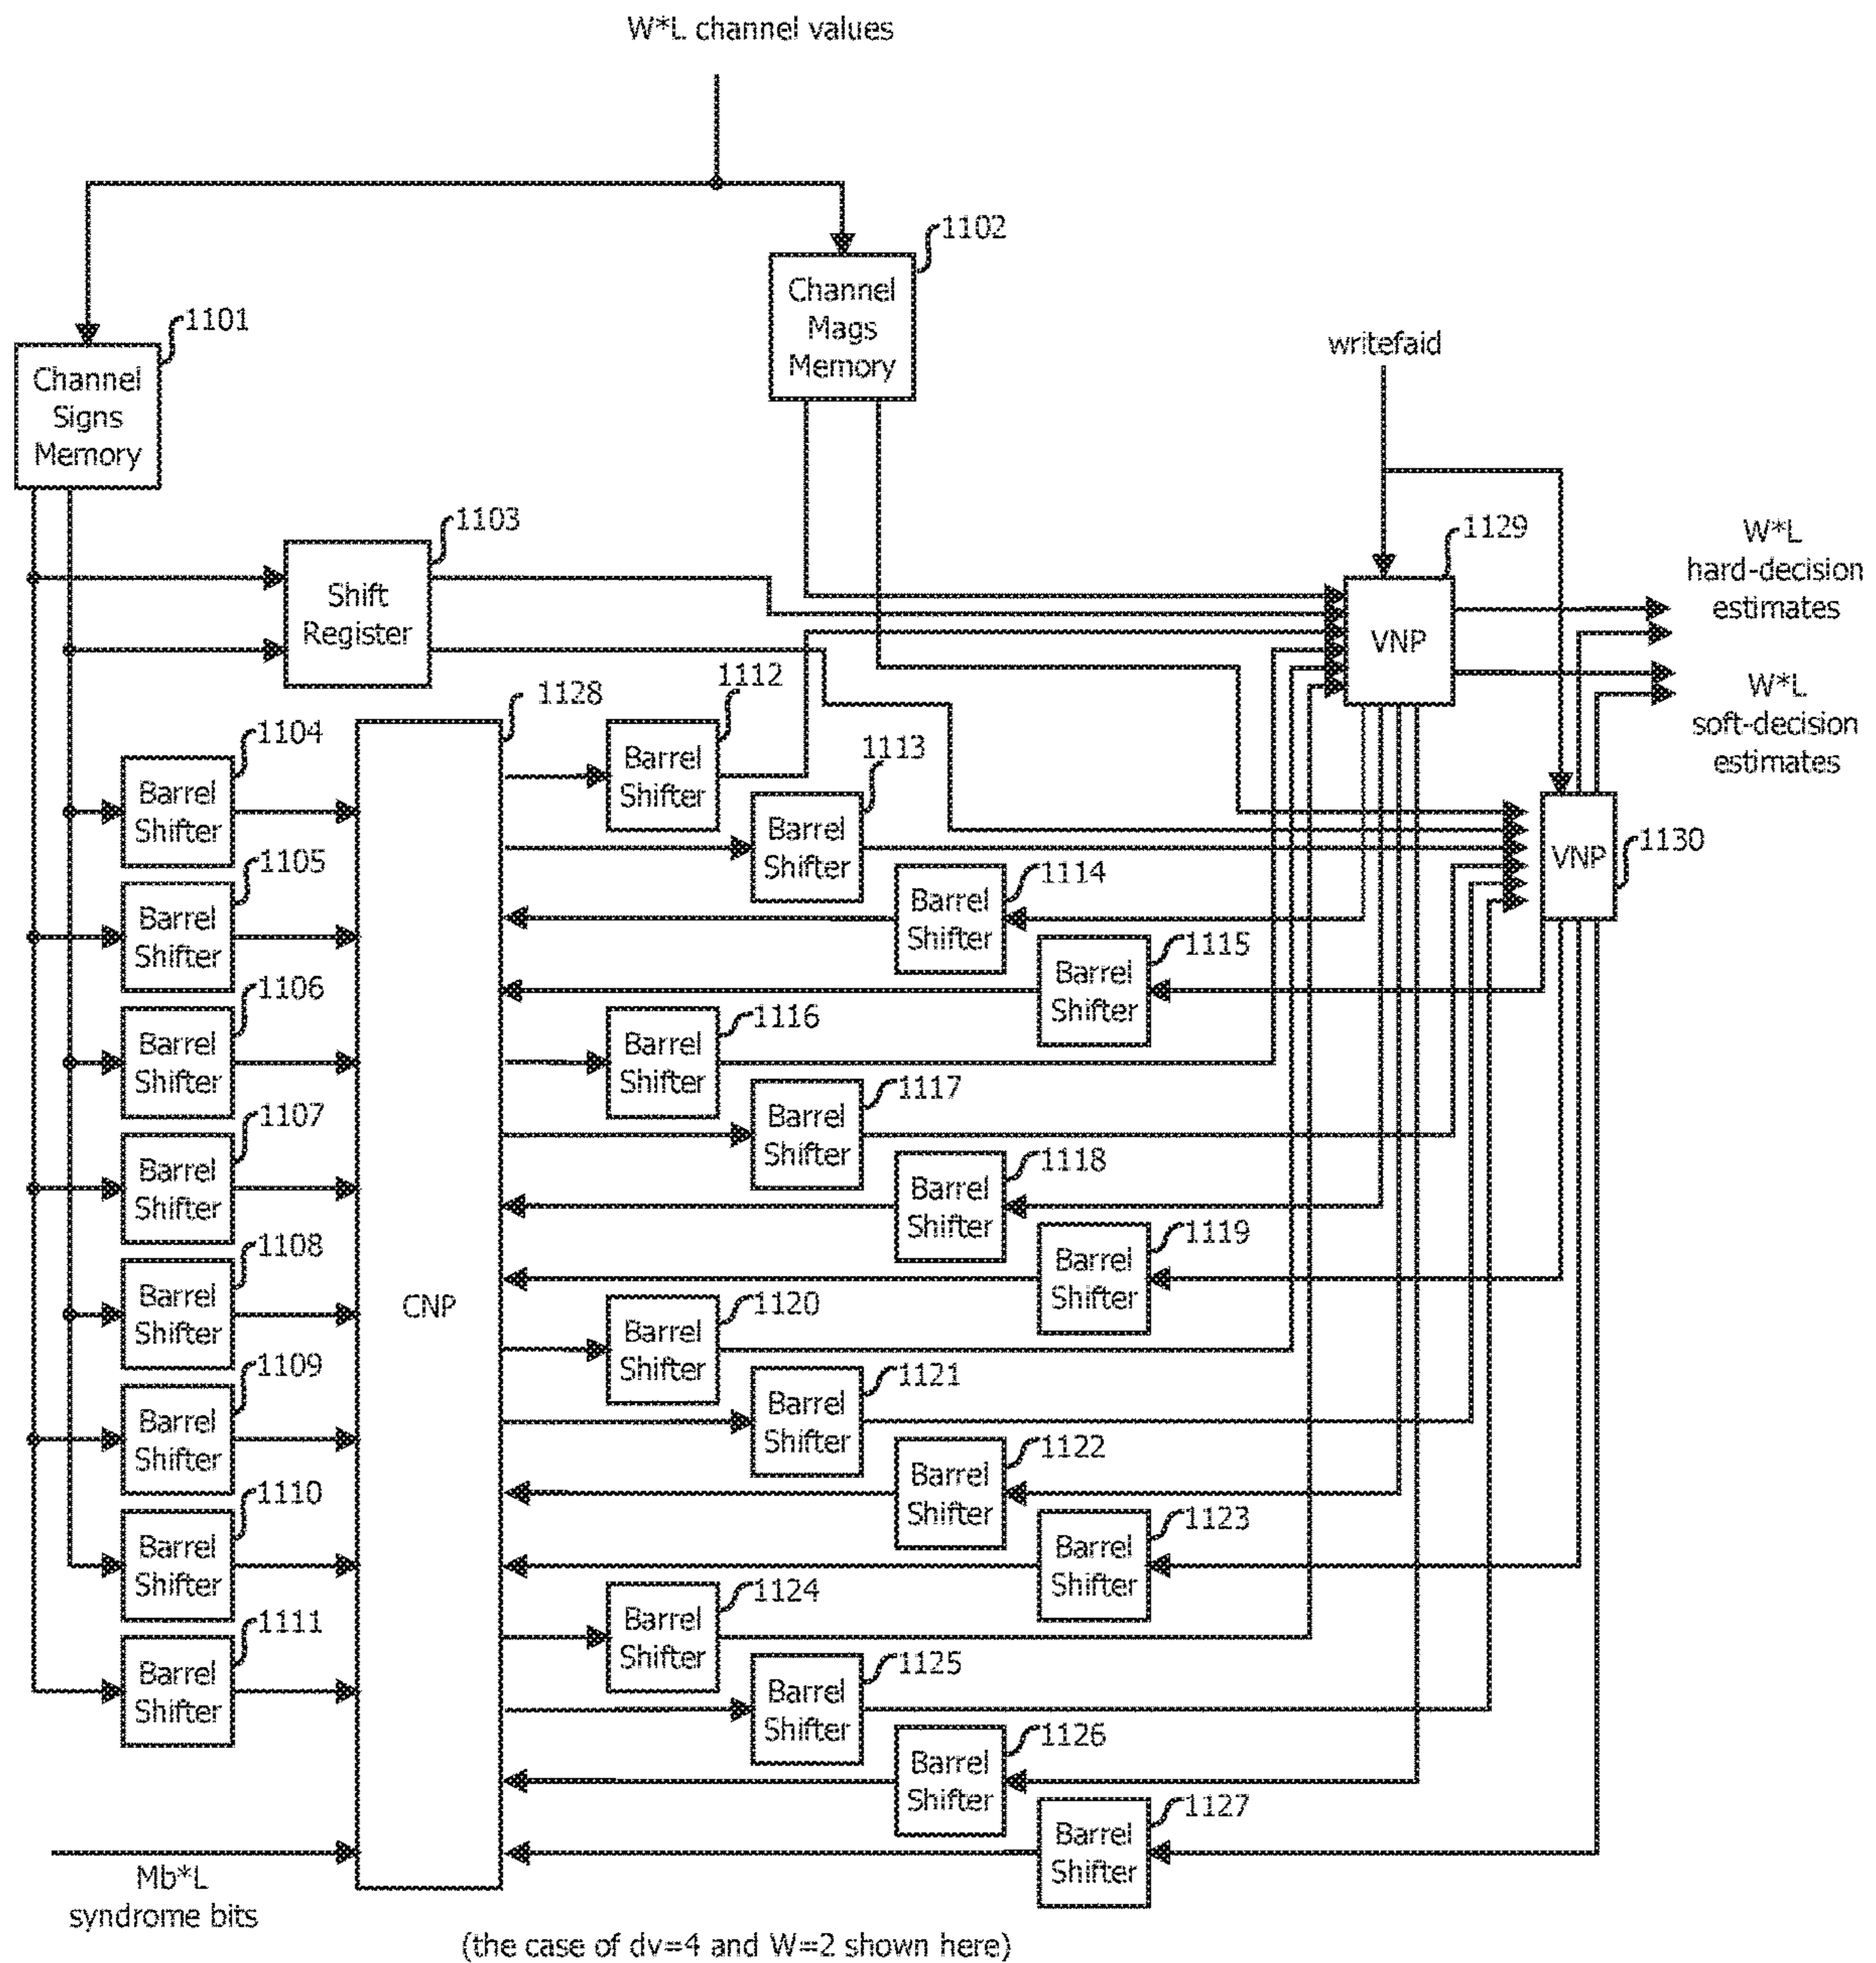 W*L channel values
1102
Channel
Mags
Memory
1101
Channel
Signs
Memory
writefaid
1103
Shift
Register
1129
VNP
W*L
hard-decision
estimates
W*L
soft-decision
estimates
1128
CNP
1130
VNP
1104
Barrel
Shifter
1105
Barrel
Shifter
1106
Barrel
Shifter
1107
Barrel
Shifter
1108
Barrel
Shifter
1109
Barrel
Shifter
1110
Barrel
Shifter
1111
Barrel
Shifter
1112
Barrel
Shifter
1113
Barrel
Shifter
1114
Barrel
Shifter
1115
Barrel
Shifter
1116
Barrel
Shifter
1117
Barrel
Shifter
1118
Barrel
Shifter
1119
Barrel
Shifter
1120
Barrel
Shifter
1121
Barrel
Shifter
1122
Barrel
Shifter
1123
Barrel
Shifter
1124
Barrel
Shifter
1125
Barrel
Shifter
1126
Barrel
Shifter
1127
Barrel
Shifter
Mb*L
syndrome bits
(the case of dv=4 and W=2 shown here)